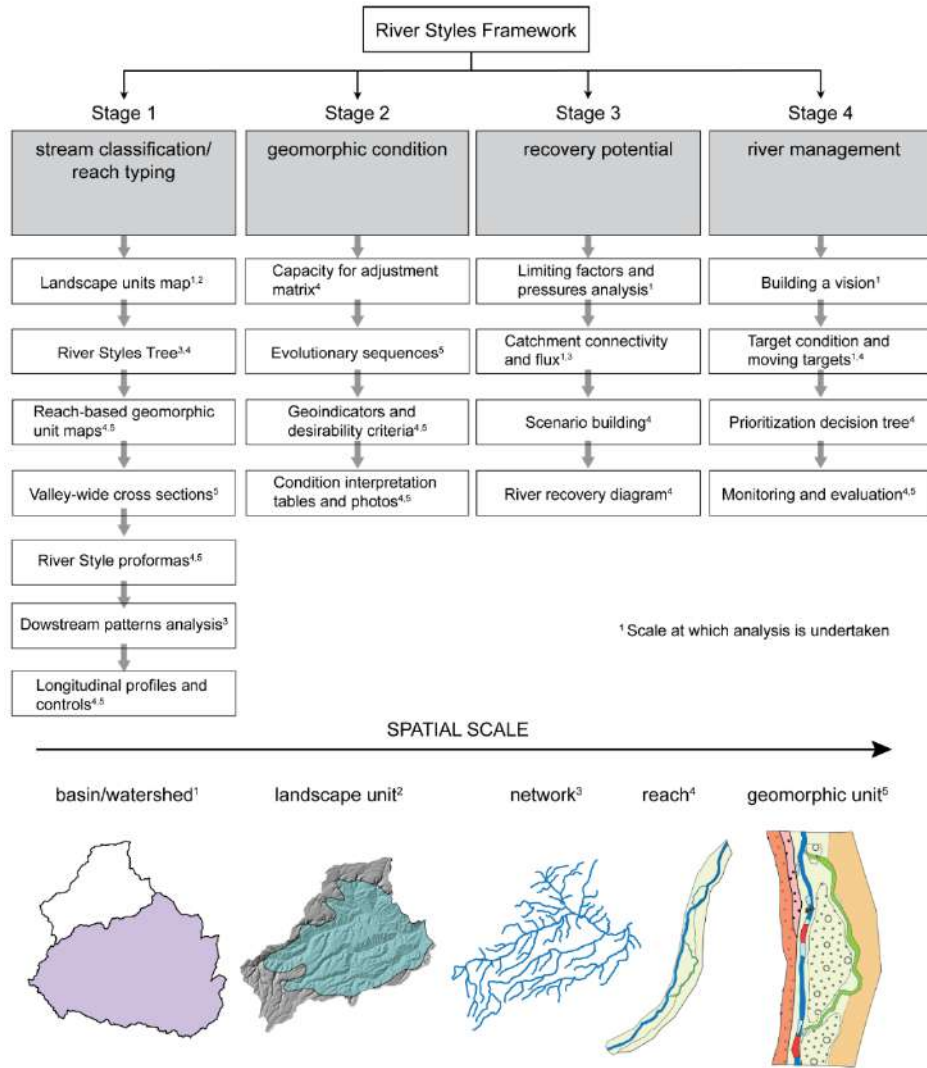 River Styles Framework
Stage 1
Stage 2
Stage 3
Stage 4
stream classification/
reach typing
geomorphic condition
recovery potential
river management
Landscape units map1,2
River Styles Tree3,4
Reach-based geomorphic
unit maps4,5
Valley-wide cross sections5
River Style proformas4,5
Dowstream patterns analysis3
Longitudinal profiles and
controls4,5
Capacity for adjustment
matrix4
Evolutionary sequences5
Geoindicators and
desirability criteria4,5
Condition interpretation
tables and photos4,5
Limiting factors and
pressures analysis1
Catchment connectivity
and flux1,3
Scenario building4
River recovery diagram4
Building a vision1
Target condition and
moving targets1,4
Prioritization decision tree4
Monitoring and evaluation4,5
1 Scale at which analysis is undertaken
SPATIAL SCALE
basin/watershed1
landscape unit2
network3
reach4
geomorphic unit5